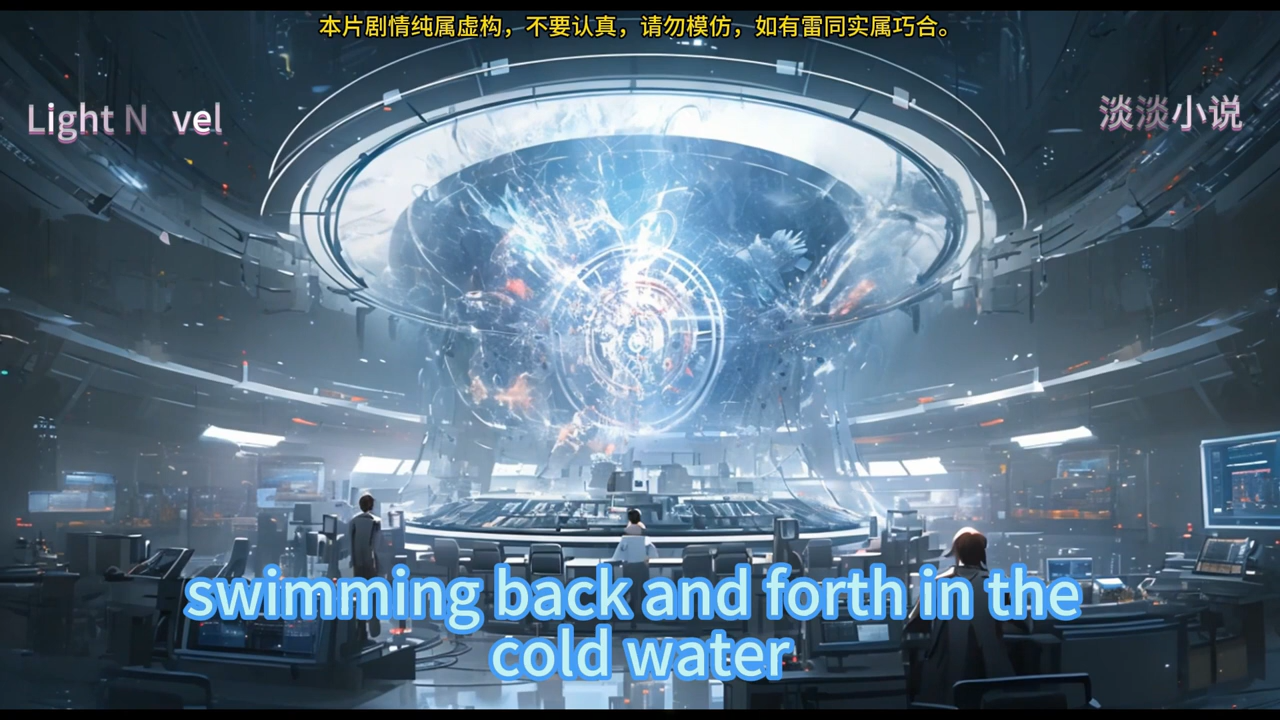 本片剧情纯属虚构，不要认真，请勿模仿，如有雷同实属巧合。
Light N vel
淡淡小说
swimming back and forth in the
cold water